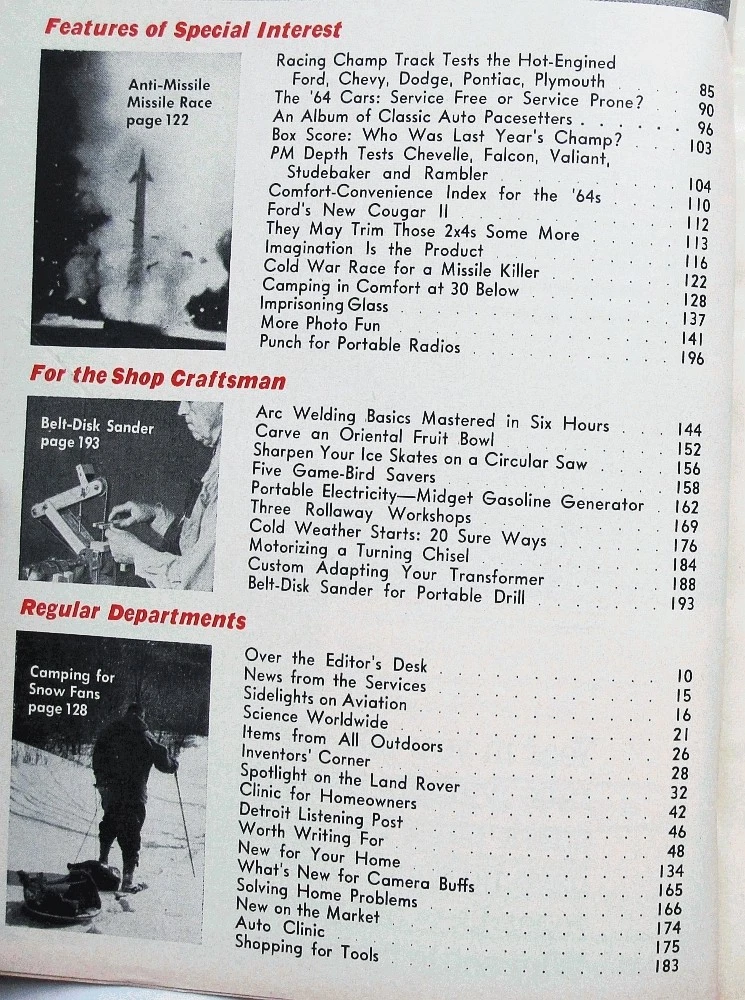 Features of Special Interest
Anti-Missile
Missile Race
page 122
Racing Champ Track Tests the Hot-Engined
Ford, Chevy, Dodge, Pontiac, Plymouth 85
The '64 Cars: Service Free or Service Prone? 90
An Album of Classic Auto Pacesetters 96
Box Score: Who Was Last Year's Champ? 103
PM Depth Tests Chevelle, Falcon, Valiant,
Studebaker and Rambler 104
Comfort-Convenience Index for the '64s 110
Ford's New Cougar II 112
They May Trim Those 2x4s Some More 113
Imagination Is the Product 116
Cold War Race for a Missile Killer 122
Camping in Comfort at 30 Below 128
Imprisoning Glass 137
More Photo Fun 141
Punch for Portable Radios 196
For the Shop Craftsman
Belt-Disk Sander
page 193
Arc Welding Basics Mastered in Six Hours 144
Carve an Oriental Fruit Bowl 152
Sharpen Your Ice Skates on a Circular Saw 156
Five Game-Bird Savers 158
Portable Electricity—Midget Gasoline Generator 162
Three Rollaway Workshops 169
Cold Weather Starts: 20 Sure Ways 176
Motorizing a Turning Chisel 184
Custom Adapting Your Transformer 188
Belt-Disk Sander for Portable Drill 193
Regular Departments
Camping for
Snow Fans
page 128
Over the Editor's Desk 10
News from the Services 15
Sidelights on Aviation 16
Science Worldwide 21
Items from All Outdoors 26
Inventors' Corner 28
Spotlight on the Land Rover 32
Clinic for Homeowners 42
Detroit Listening Post 46
Worth Writing For 48
New for Your Home 134
What's New for Camera Buffs 165
Solving Home Problems 166
New on the Market 174
Auto Clinic 175
Shopping for Tools 183